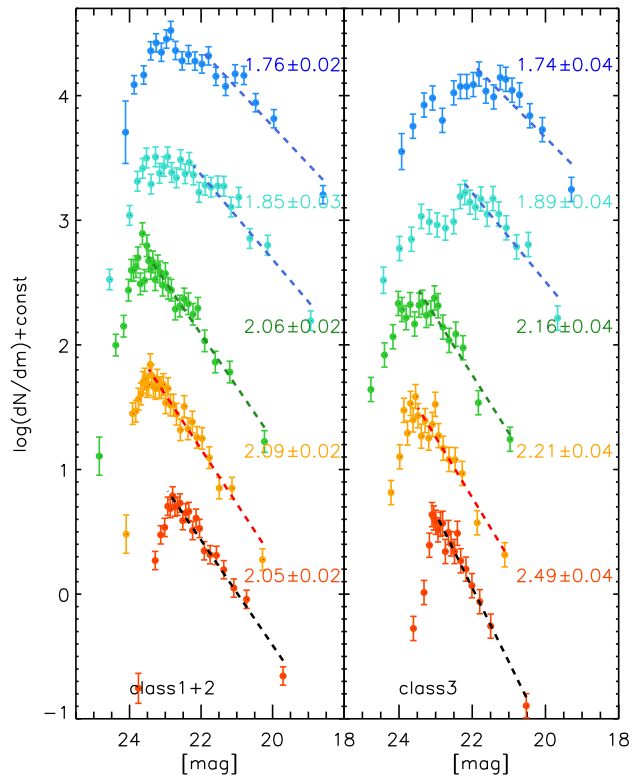 log(dN/dm)+const
4
3
2
1
0
−1
1.76±0.02
1.85±0.03
2.06±0.02
2.09±0.02
2.05±0.02
class1+2
1.74±0.04
1.89±0.04
2.16±0.04
2.21±0.04
2.49±0.04
class3
24 22 20 18
[mag]
24 22 20 18
[mag]